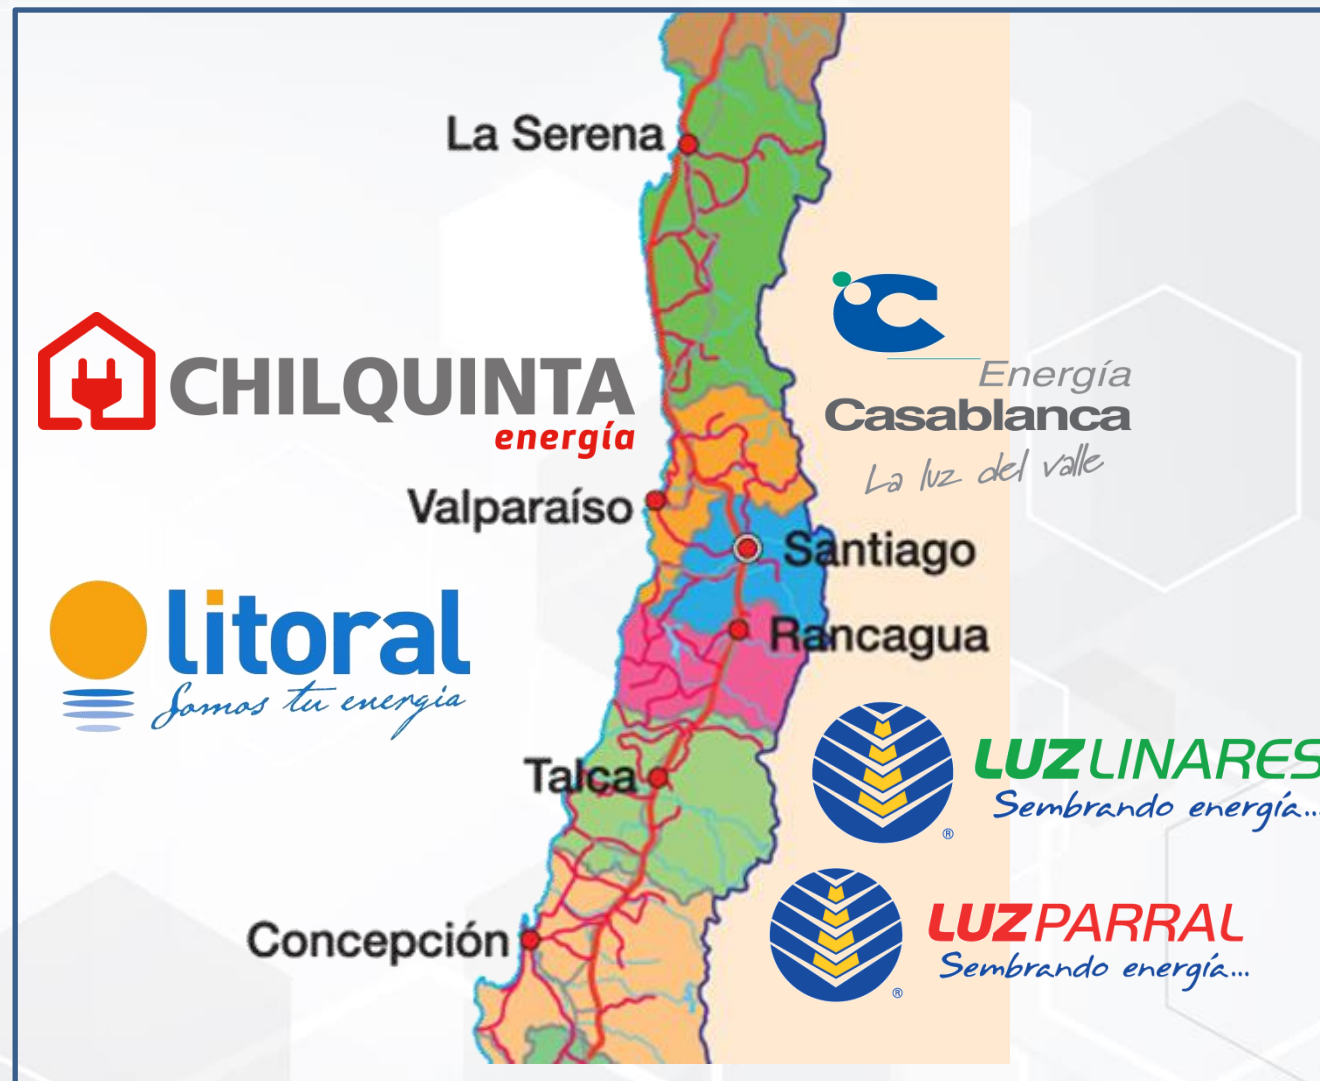 La Serena
CHILQUINTA
energía
Energía
Casablanca
La luz del valle
Valparaíso
Santiago
litoral
Somos tu energía
Rancagua
LUZLINARES
Sembrando energía...
®
Talca
LUZPARRAL
Sembrando energía...
®
Concepción